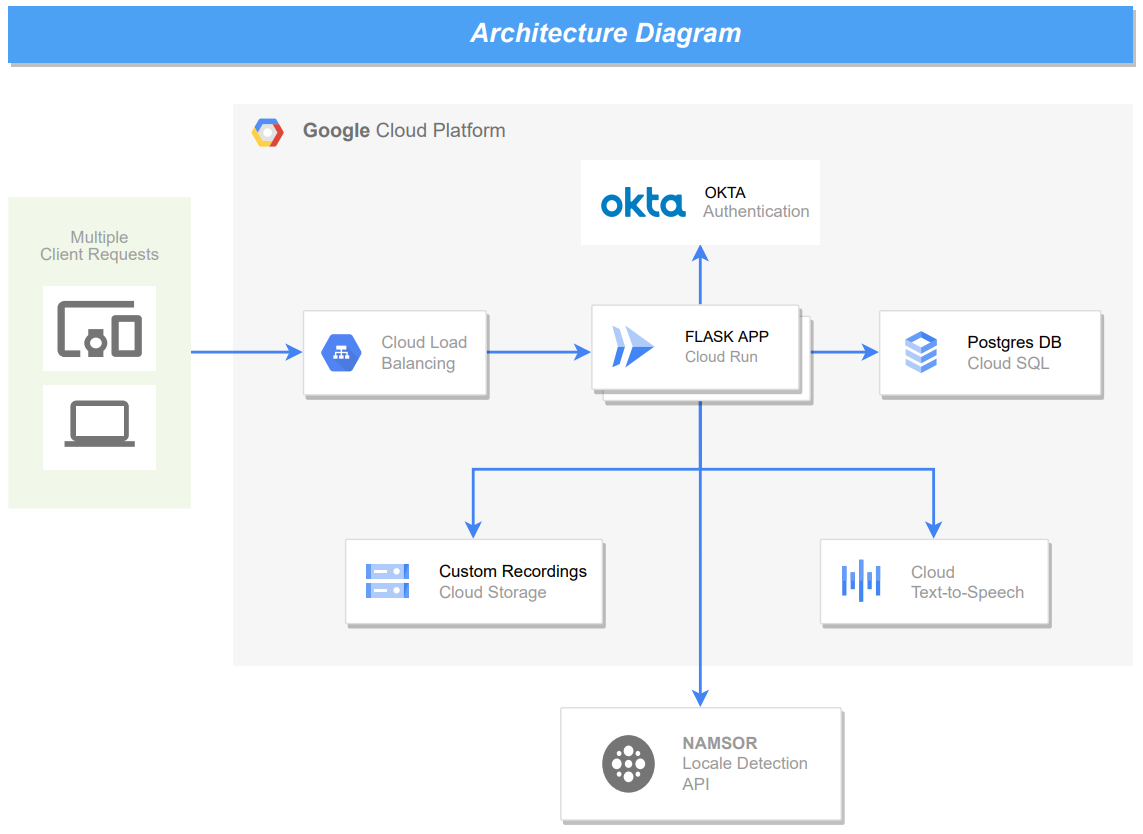 Architecture Diagram
Google Cloud Platform
okta
OKTA
Authentication
Multiple
Client Requests
Cloud Load
Balancing
FLASK APP
Cloud Run
Postgres DB
Cloud SQL
Custom Recordings
Cloud Storage
Cloud
Text-to-Speech
NAMSOR
Locale Detection
API